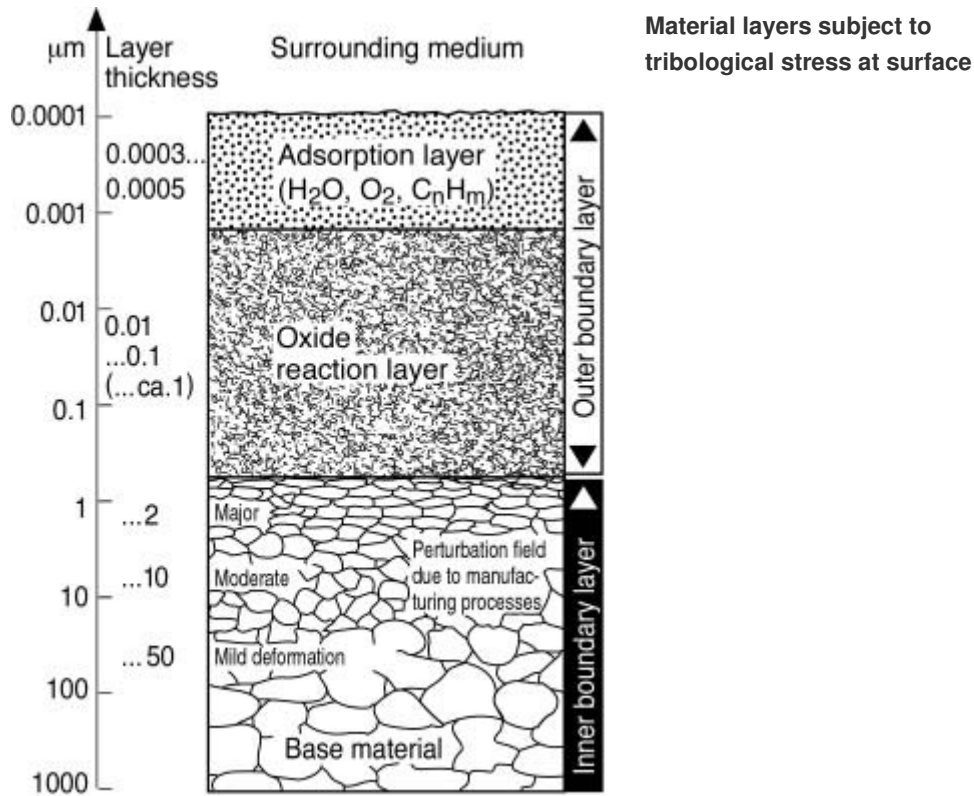 Material layers subject to
tribological stress at surface
μm
Layer
thickness
Surrounding medium
0.0001
0.0003...
0.0005
0.001
0.01
0.01
...0.1
(...ca.1)
0.1
1
...2
...10
10
...50
100
1000
Adsorption layer
(H₂O, O₂, CₙHₘ)
Oxide
reaction layer
Major
Moderate
Perturbation field
due to manufac-
turing processes
Mild deformation
Base material
Outer boundary layer
Inner boundary layer